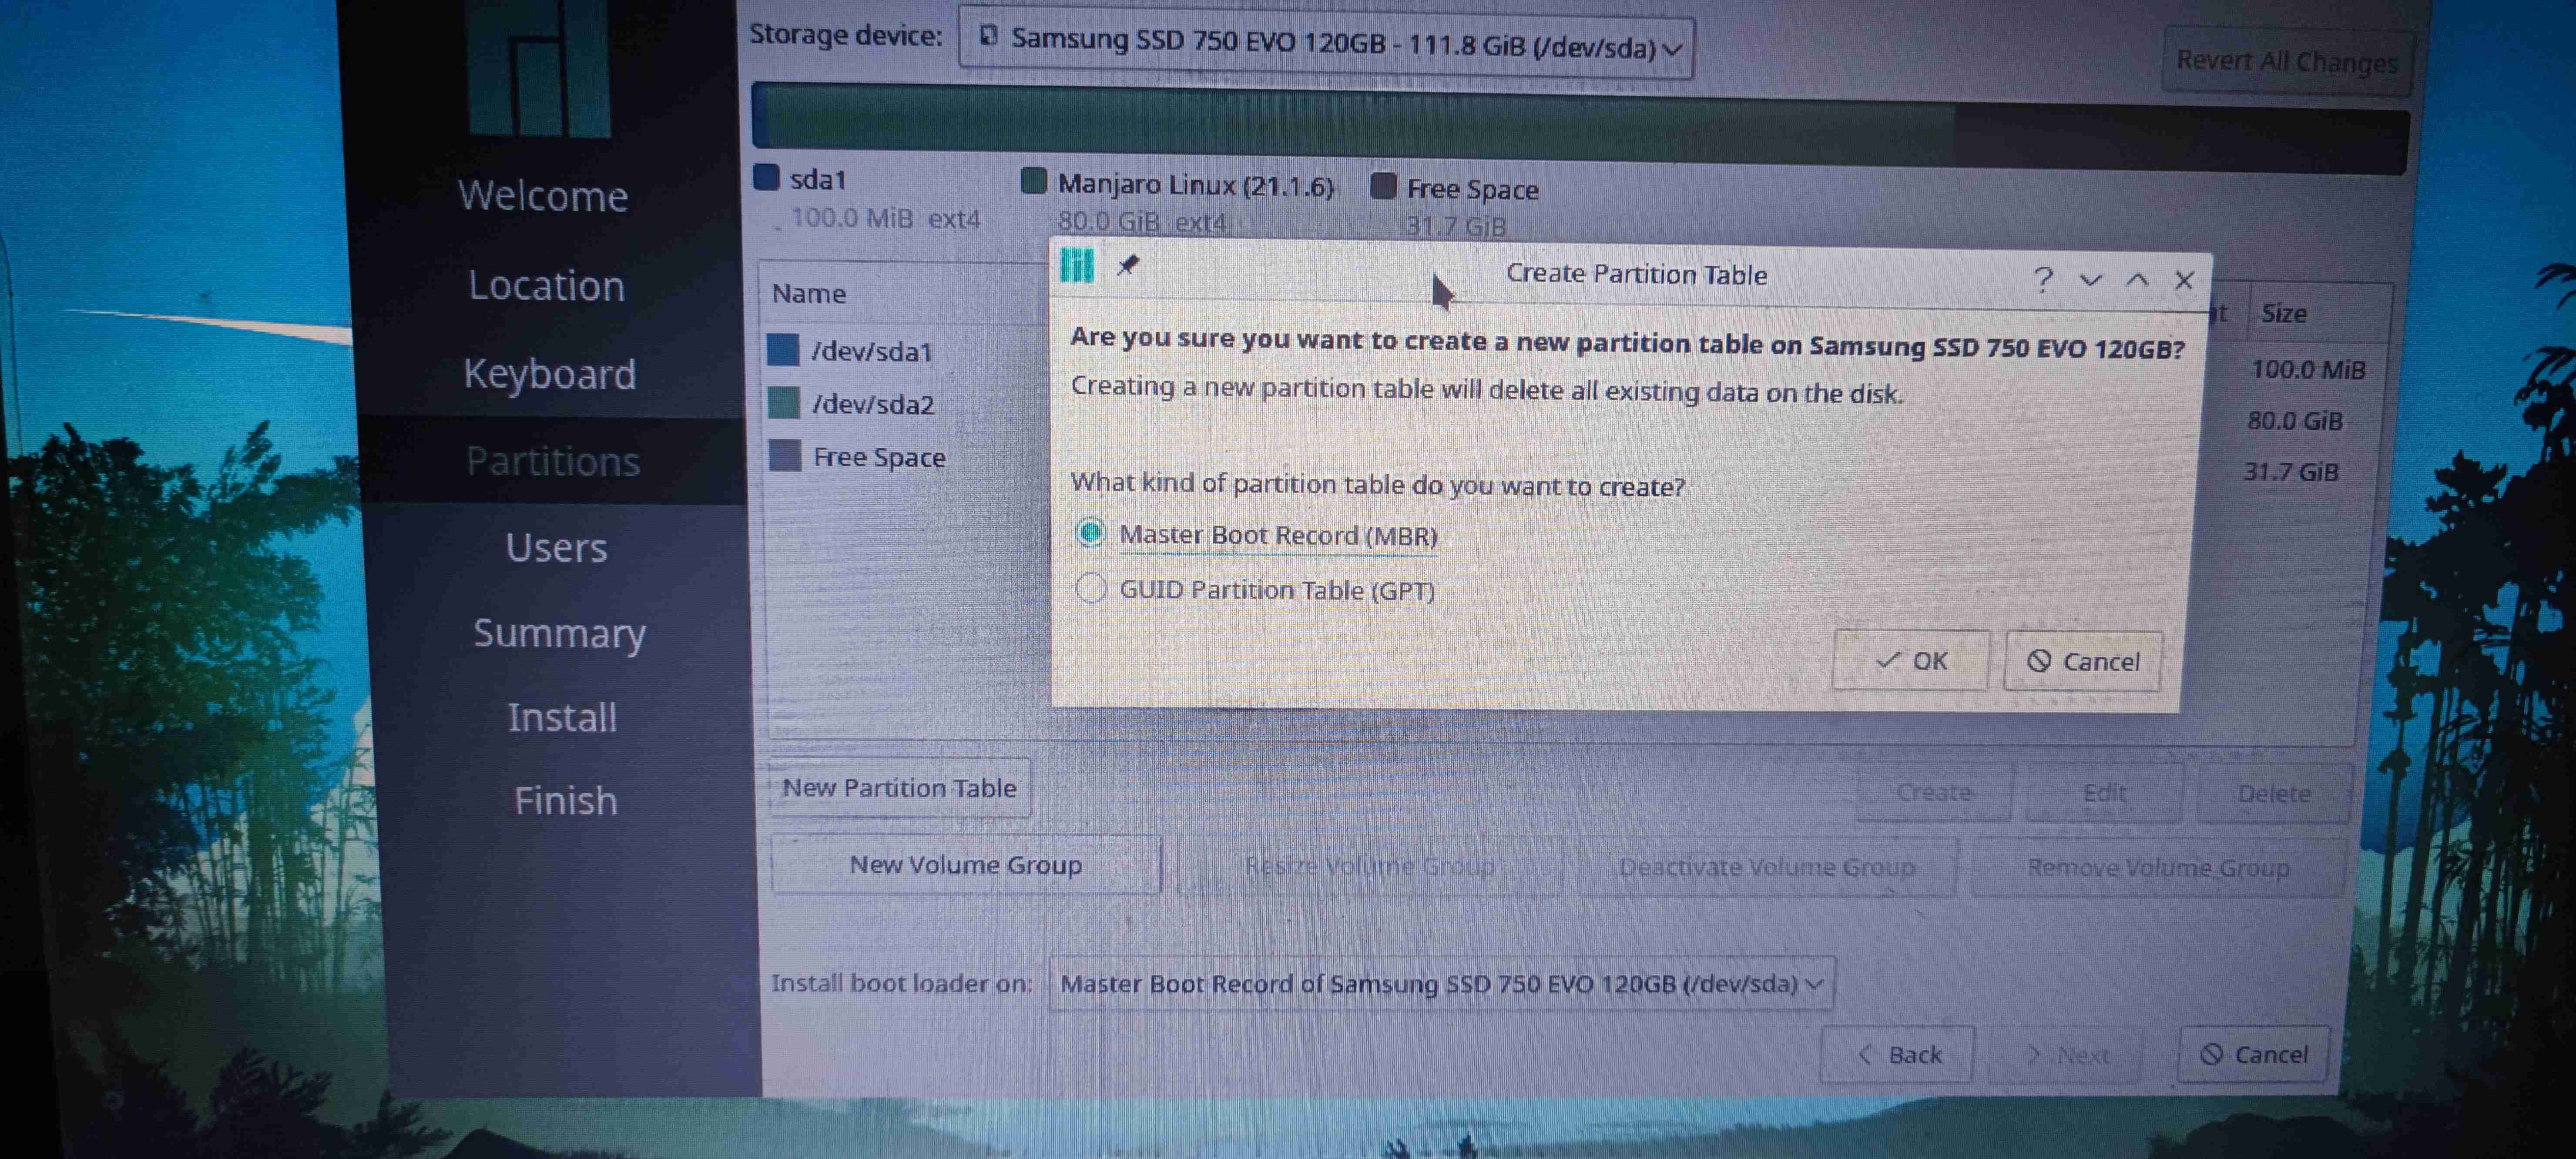 Storage device: Samsung SSD 750 EVO 120GB - 111.8 GiB (/dev/sda)
Revert All Changes
sda1 Manjaro Linux (21.1.6) Free Space
100.0 MiB ext4 80.0 GiB ext4 31.7 GiB
Welcome
Location
Keyboard
Partitions
Users
Summary
Install
Finish
Name
t Size
/dev/sda1 100.0 MiB
/dev/sda2 80.0 GiB
Free Space 31.7 GiB
Create Partition Table
Are you sure you want to create a new partition table on Samsung SSD 750 EVO 120GB?
Creating a new partition table will delete all existing data on the disk.
What kind of partition table do you want to create?
Master Boot Record (MBR)
GUID Partition Table (GPT)
OK Cancel
New Partition Table Create Edit Delete
New Volume Group Resize Volume Group Deactivate Volume Group Remove Volume Group
Install boot loader on: Master Boot Record of Samsung SSD 750 EVO 120GB (/dev/sda)
Back Next Cancel